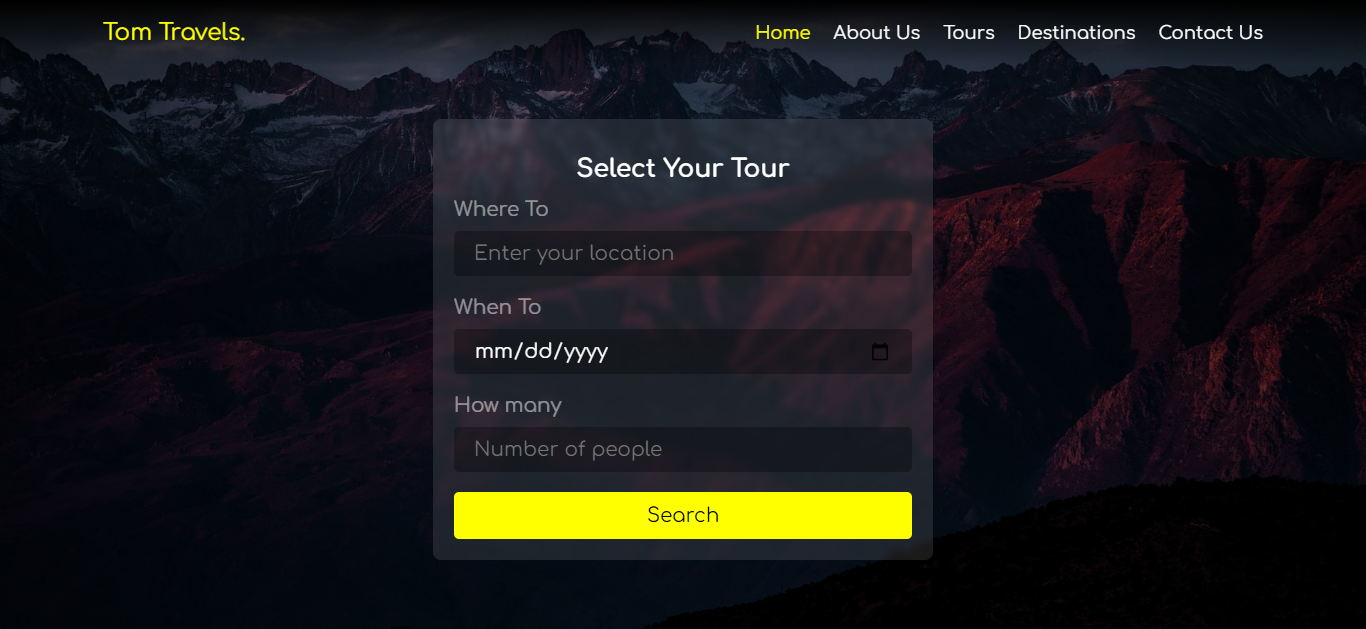 Tom Travels.
Home About Us Tours Destinations Contact Us
Select Your Tour
Where To
Enter your location
When To
mm/dd/yyyy
How many
Number of people
Search